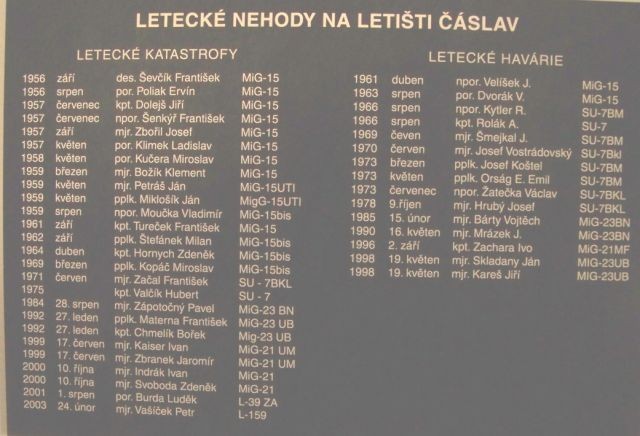 LETECKÉ NEHODY NA LETIŠTI ČÁSLAV
LETECKÉ KATASTROFY
1956 září des. Ševčík František MiG-15
1956 srpen por. Poliak Ervín MiG-15
1957 červenec kpt. Dolejš Jiří MiG-15
1957 červenec npor. Šenkýř František MiG-15
1957 září mjr. Zbořil Josef MiG-15
1957 květen por. Klimek Ladislav MiG-15
1958 květen por. Kučera Miroslav MiG-15
1959 březen mjr. Božík Klement MiG-15
1959 květen mjr. Petráš Ján MiG-15UTI
1959 květen pplk. Miklošík Ján MigG-15UTI
1959 srpen npor. Moučka Vladimír MiG-15bis
1961 září kpt. Tureček František MiG-15
1962 září pplk. Štefánek Milan MiG-15bis
1964 duben kpt. Hornych Zdeněk MiG-15bis
1969 březen pplk. Kopáč Miroslav MiG-15bis
1971 červen mjr. Začal František SU - 7BKL
1975 kpt. Valčík Hubert SU - 7
1984 28. srpen mjr. Zápotočný Pavel MiG-23 BN
1992 27. leden pplk. Materna František MiG-23 UB
1992 27. leden kpt. Chmelík Bořek Mig-23 UB
1999 17. červen mjr. Kaiser Ivan MiG-21 UM
1999 17. červen mjr. Zbranek Jaromír MiG-21 UM
2000 10. října mjr. Indrák Ivan MiG-21
2000 10. října mjr. Svoboda Zdeněk MiG-21
2001 1. srpen por. Burda Luděk L-39 ZA
2003 24. únor mjr. Vašíček Petr L-159
LETECKÉ HAVÁRIE
1961 duben npor. Velíšek J. MiG-15
1963 srpen por. Dvorák V. MiG-15
1966 srpen npor. Kytler R. SU-7BM
1966 srpen kpt. Rolák A. SU-7
1969 čeven mjr. Šmejkal J. SU-7BM
1970 červen mjr. Josef Vostrádovský SU-7Bkl
1973 březen pplk. Josef Koštel SU-7BM
1973 květen pplk. Orság E. Emil SU-7BM
1973 červenec npor. Žatečka Václav SU-7BKL
1978 9.říjen mjr. Hrubý Josef SU-7BKL
1985 15. únor mjr. Bárty Vojtěch MiG-23BN
1990 16. květen mjr. Mrázek J. MiG-23BN
1996 2. září kpt. Zachara Ivo MiG-21MF
1998 19. květen mjr. Skladany Ján MiG-23UB
1998 19. květen mjr. Kareš Jiří MiG-23UB